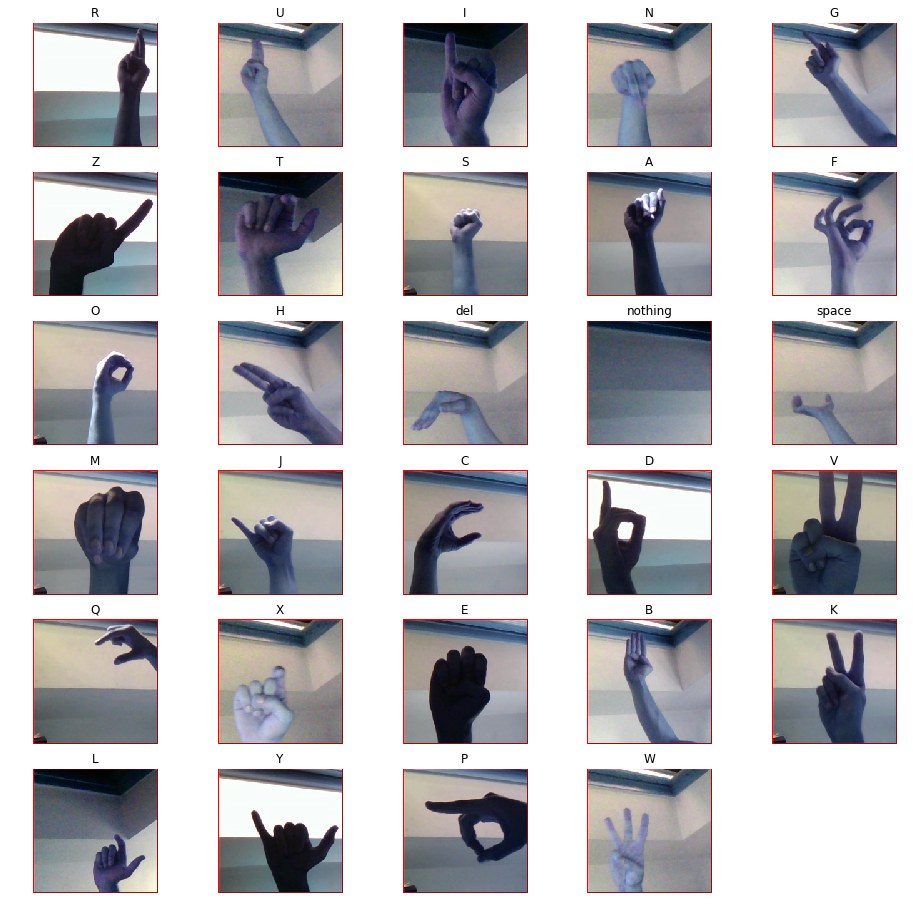 R U I N G
Z T S A F
O H del nothing space
M J C D V
Q X E B K
L Y P W